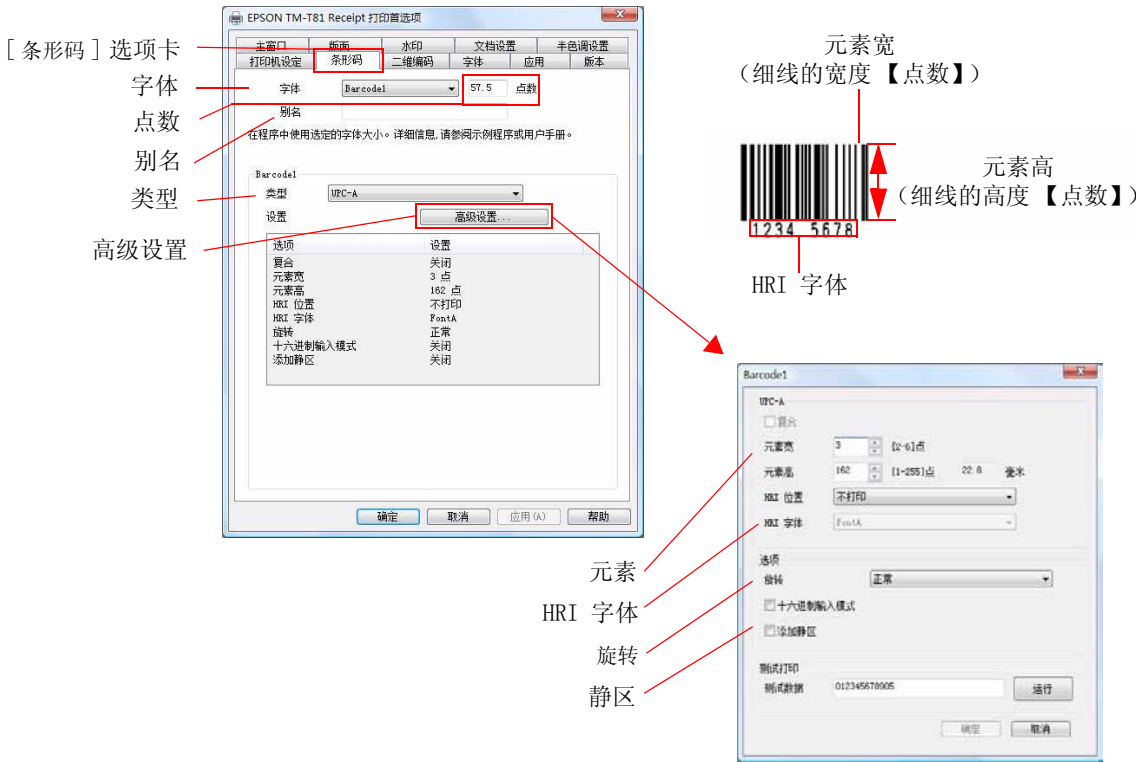 [ 条形码 ] 选项卡
字体
点数
别名
类型
高级设置
EPSON TM-T81 Receipt 打印首选项
主窗口 版面 水印 文档设置 半色调设置
打印机设定 条形码 二维编码 字体 应用 版本
字体 Barcode1 57.5 点数
别名
在程序中使用选定的字体大小。详细信息,请参阅示例程序或用户手册。
Barcode1
类型 UPC-A
设置 高级设置...
选项 设置
复合 关闭
元素宽 3 点
元素高 162 点
HRI 位置 不打印
HRI 字体 FontA
旋转 正常
十六进制输入模式 关闭
添加静区 关闭
确定 取消 应用(A) 帮助
元素宽
（细线的宽度 【点数】）
元素高
（细线的高度 【点数】）
1234 5678
HRI 字体
Barcode1
UPC-A
复合
元素宽 3 [2-6]点
元素高 162 [1-255]点 22.8 毫米
HRI 位置 不打印
HRI 字体 FontA
选项
旋转 正常
十六进制输入模式
添加静区
测试打印
测试数据 012345678905 运行
确定 取消
元素
HRI 字体
旋转
静区